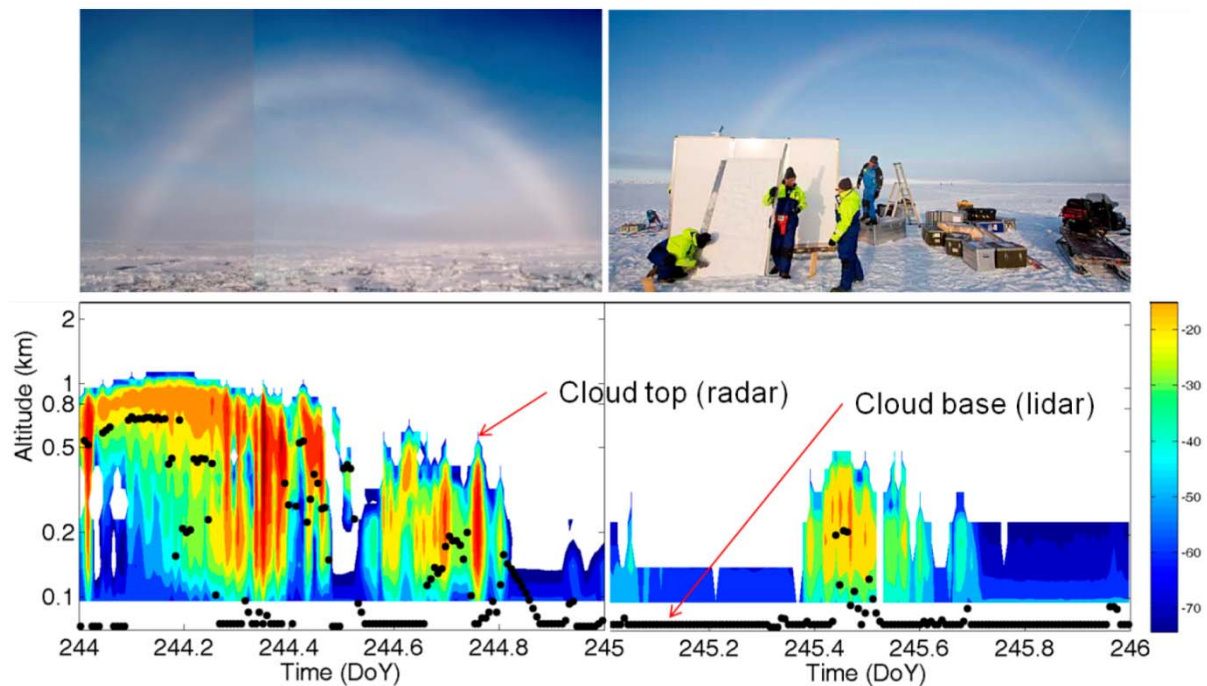 2
1
0.8
0.5
0.2
0.1
Altitude (km)
Cloud top (radar)
Cloud base (lidar)
-20
-30
-40
-50
-60
-70
244 244.2 244.4 244.6 244.8 245 245.2 245.4 245.6 245.8 246
Time (DoY) Time (DoY)